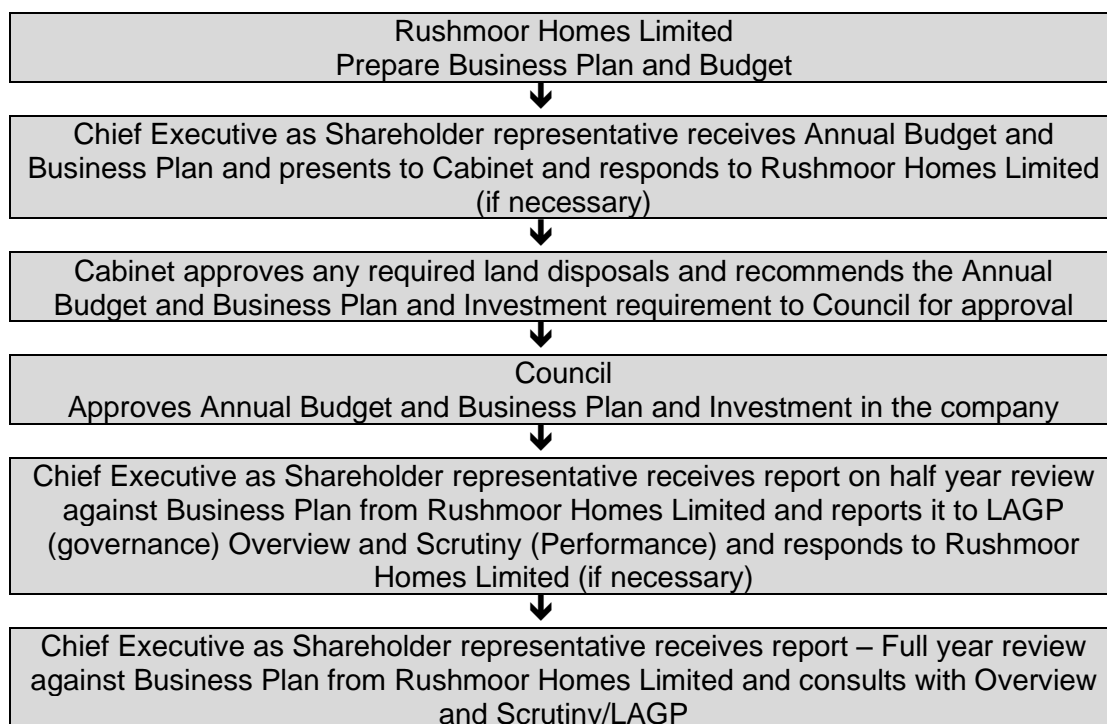 Rushmoor Homes Limited
Prepare Business Plan and Budget
Chief Executive as Shareholder representative receives Annual Budget and
Business Plan and presents to Cabinet and responds to Rushmoor Homes Limited
(if necessary)
Cabinet approves any required land disposals and recommends the Annual
Budget and Business Plan and Investment requirement to Council for approval
Council
Approves Annual Budget and Business Plan and Investment in the company
Chief Executive as Shareholder representative receives report on half year review
against Business Plan from Rushmoor Homes Limited and reports it to LAGP
(governance) Overview and Scrutiny (Performance) and responds to Rushmoor
Homes Limited (if necessary)
Chief Executive as Shareholder representative receives report – Full year review
against Business Plan from Rushmoor Homes Limited and consults with Overview
and Scrutiny/LAGP